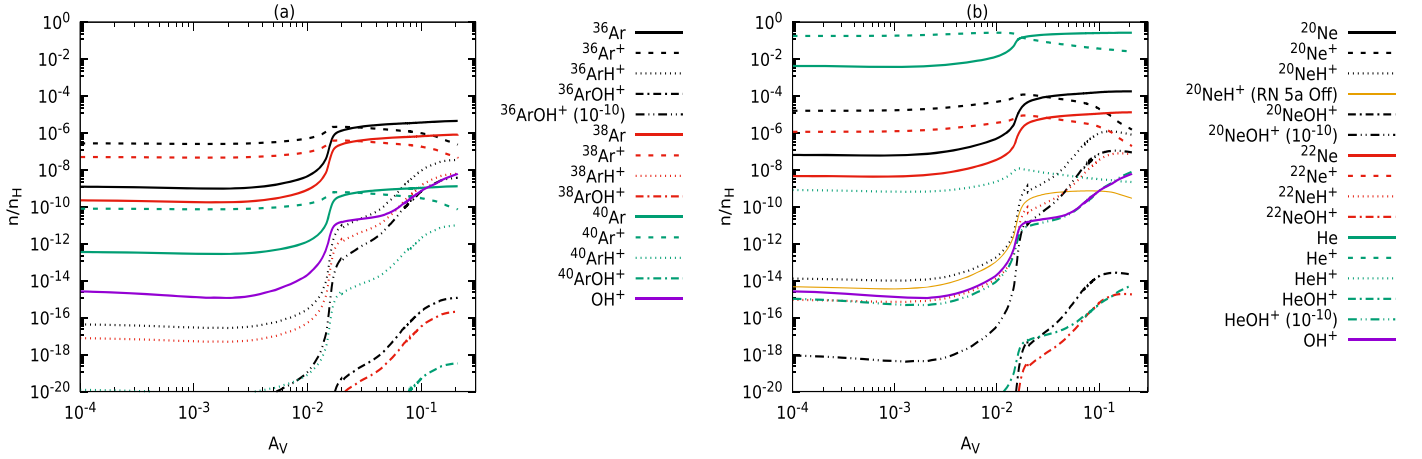 (a)
n/n_H
10^0
10^-2
10^-4
10^-6
10^-8
10^-10
10^-12
10^-14
10^-16
10^-18
10^-20
10^-4
10^-3
10^-2
10^-1
A_V
^36Ar
^36Ar^+
^36ArH^+
^36ArOH^+
^36ArOH^+ (10^-10)
^38Ar
^38Ar^+
^38ArH^+
^38ArOH^+
^40Ar
^40Ar^+
^40ArH^+
^40ArOH^+
OH^+
(b)
n/n_H
10^0
10^-2
10^-4
10^-6
10^-8
10^-10
10^-12
10^-14
10^-16
10^-18
10^-20
10^-4
10^-3
10^-2
10^-1
A_V
^20Ne
^20Ne^+
^20NeH^+
^20NeH^+ (RN 5a Off)
^20NeOH^+
^20NeOH^+ (10^-10)
^22Ne
^22Ne^+
^22NeH^+
^22NeOH^+
He
He^+
HeH^+
HeOH^+
HeOH^+ (10^-10)
OH^+